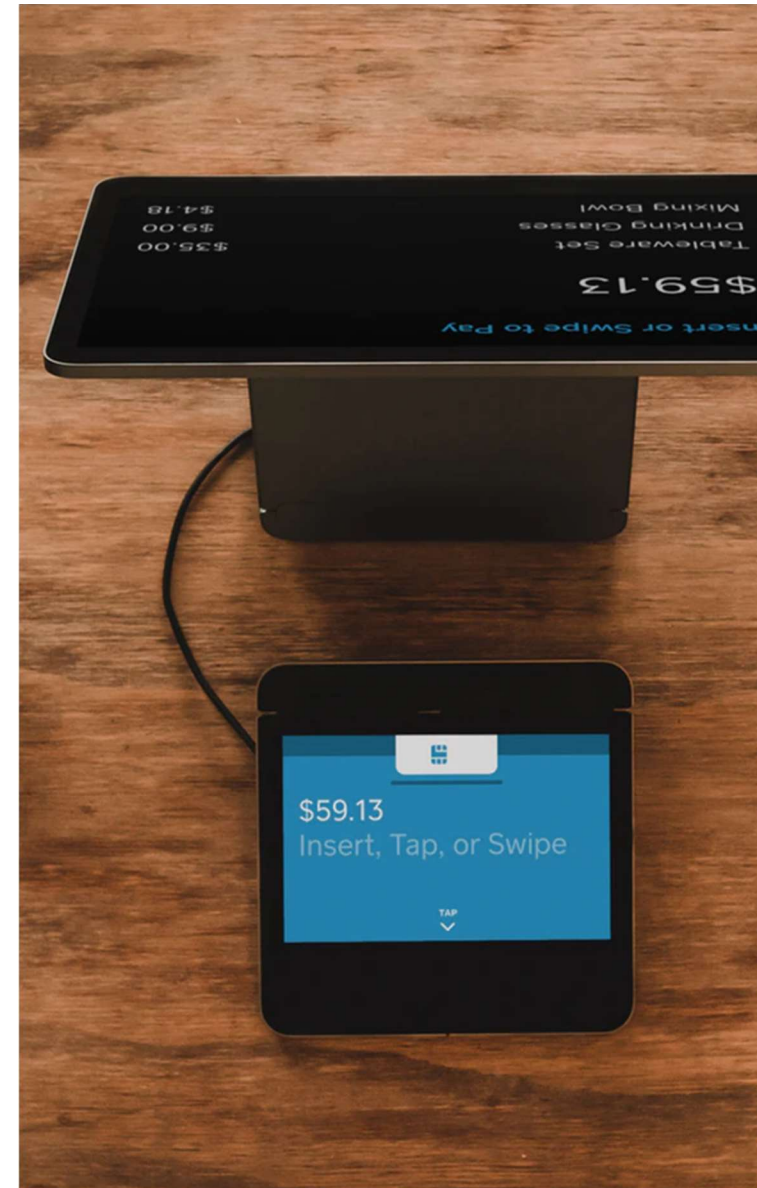 nsert or Swipe to Pay
$59.13
Tableware Set $35.00
Drinking Glasses $9.00
Mixing Bowl $4.18
$59.13
Insert, Tap, or Swipe
TAP